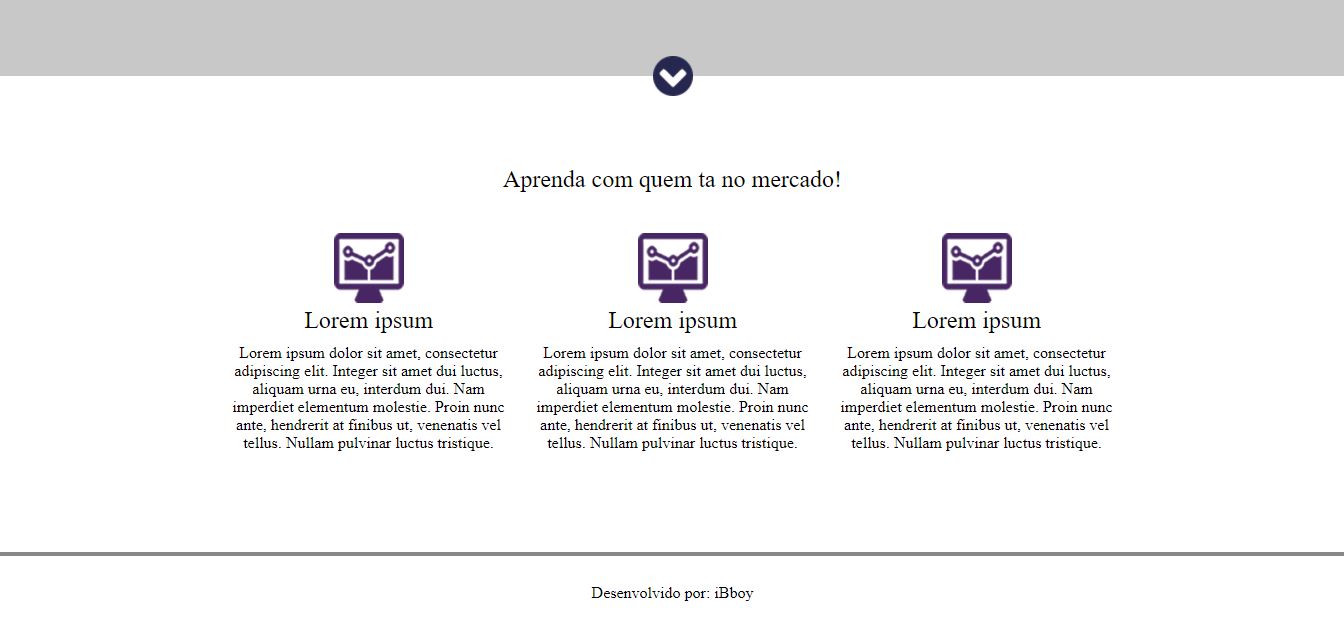 Aprenda com quem ta no mercado!
Lorem ipsum
Lorem ipsum dolor sit amet, consectetur
adipiscing elit. Integer sit amet dui luctus,
aliquam urna eu, interdum dui. Nam
imperdiet elementum molestie. Proin nunc
ante, hendrerit at finibus ut, venenatis vel
tellus. Nullam pulvinar luctus tristique.
Lorem ipsum
Lorem ipsum dolor sit amet, consectetur
adipiscing elit. Integer sit amet dui luctus,
aliquam urna eu, interdum dui. Nam
imperdiet elementum molestie. Proin nunc
ante, hendrerit at finibus ut, venenatis vel
tellus. Nullam pulvinar luctus tristique.
Lorem ipsum
Lorem ipsum dolor sit amet, consectetur
adipiscing elit. Integer sit amet dui luctus,
aliquam urna eu, interdum dui. Nam
imperdiet elementum molestie. Proin nunc
ante, hendrerit at finibus ut, venenatis vel
tellus. Nullam pulvinar luctus tristique.
Desenvolvido por: iBboy